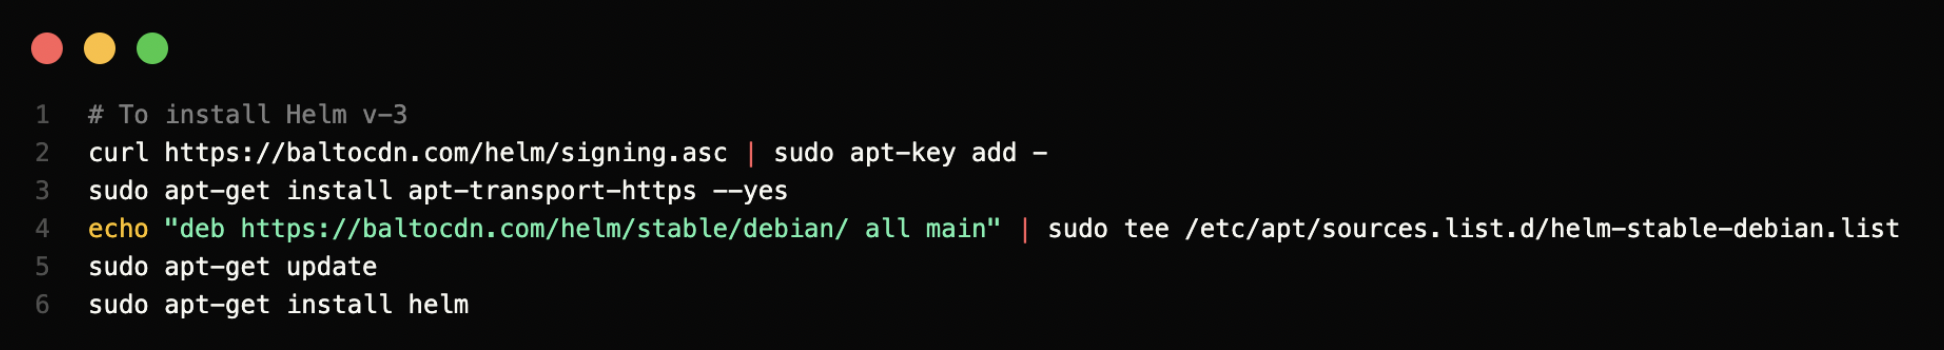 1 # To install Helm v-3
2 curl https://baltocdn.com/helm/signing.asc | sudo apt-key add -
3 sudo apt-get install apt-transport-https --yes
4 echo "deb https://baltocdn.com/helm/stable/debian/ all main" | sudo tee /etc/apt/sources.list.d/helm-stable-debian.list
5 sudo apt-get update
6 sudo apt-get install helm